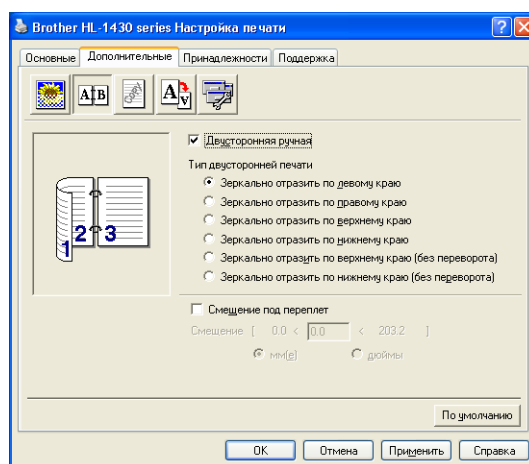 Brother HL-1430 series Настройка печати
Основные Дополнительные Принадлежности Поддержка
A B A V
Двусторонняя ручная
Тип двусторонней печати
Зеркально отразить по левому краю
Зеркально отразить по правому краю
Зеркально отразить по верхнему краю
Зеркально отразить по нижнему краю
Зеркально отразить по верхнему краю (без переворота)
Зеркально отразить по нижнему краю (без переворота)
1 2 3
Смещение под переплет
Смещение [ 0.0 < 0.0 < 203.2 ]
мм(е) дюймы
По умолчанию
OK Отмена Применить Справка